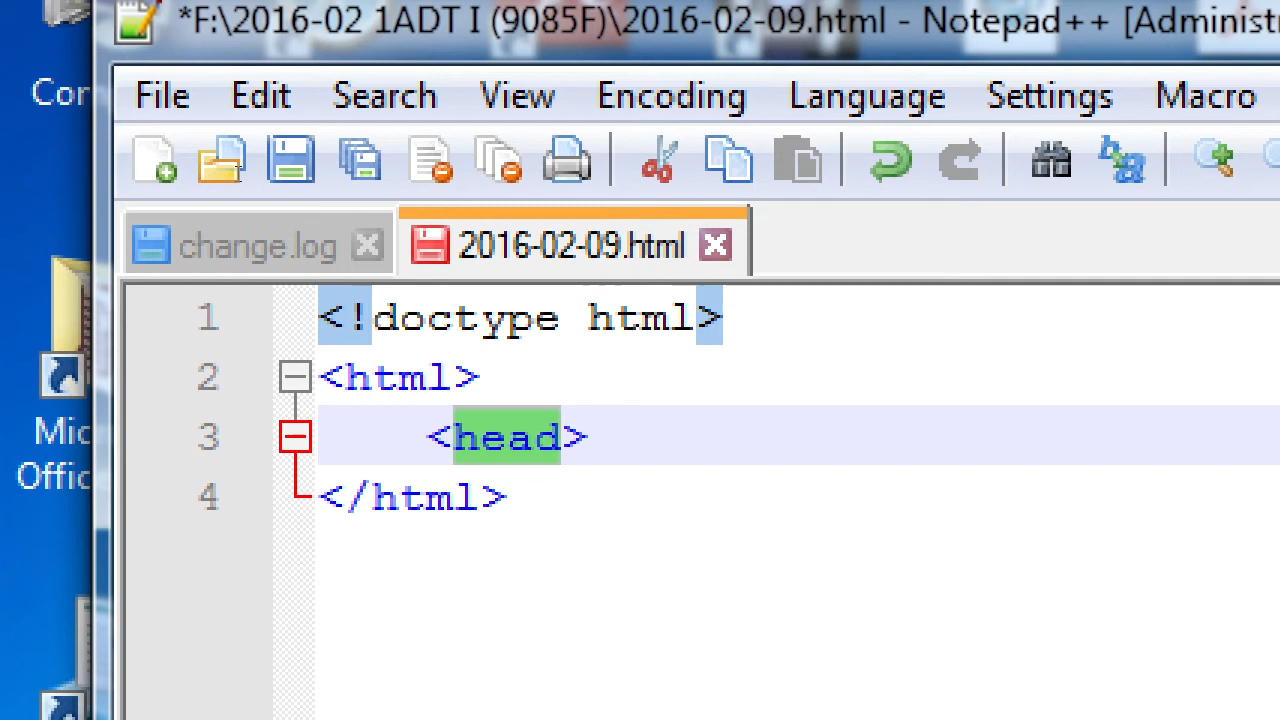 *F:\2016-02 1ADT I (9085F)\2016-02-09.html - Notepad++ [Administr
Cor
File Edit Search View Encoding Language Settings Macro
change.log 2016-02-09.html
1 <!doctype html>
2 <html>
3 <head>
4 </html>
Mic
Offic